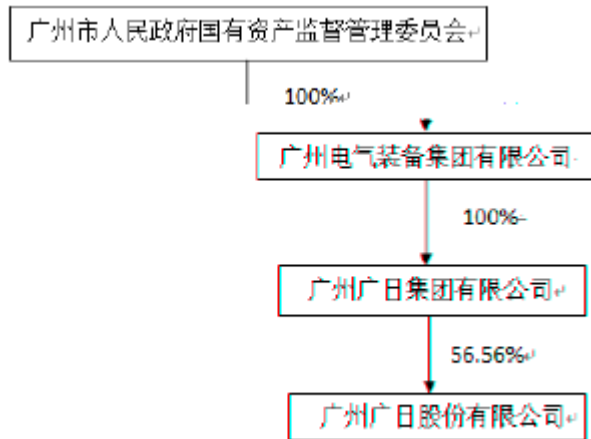 广州市人民政府国有资产监督管理委员会
100%
广州电气装备集团有限公司
100%
广州广日集团有限公司
56.56%
广州广日股份有限公司